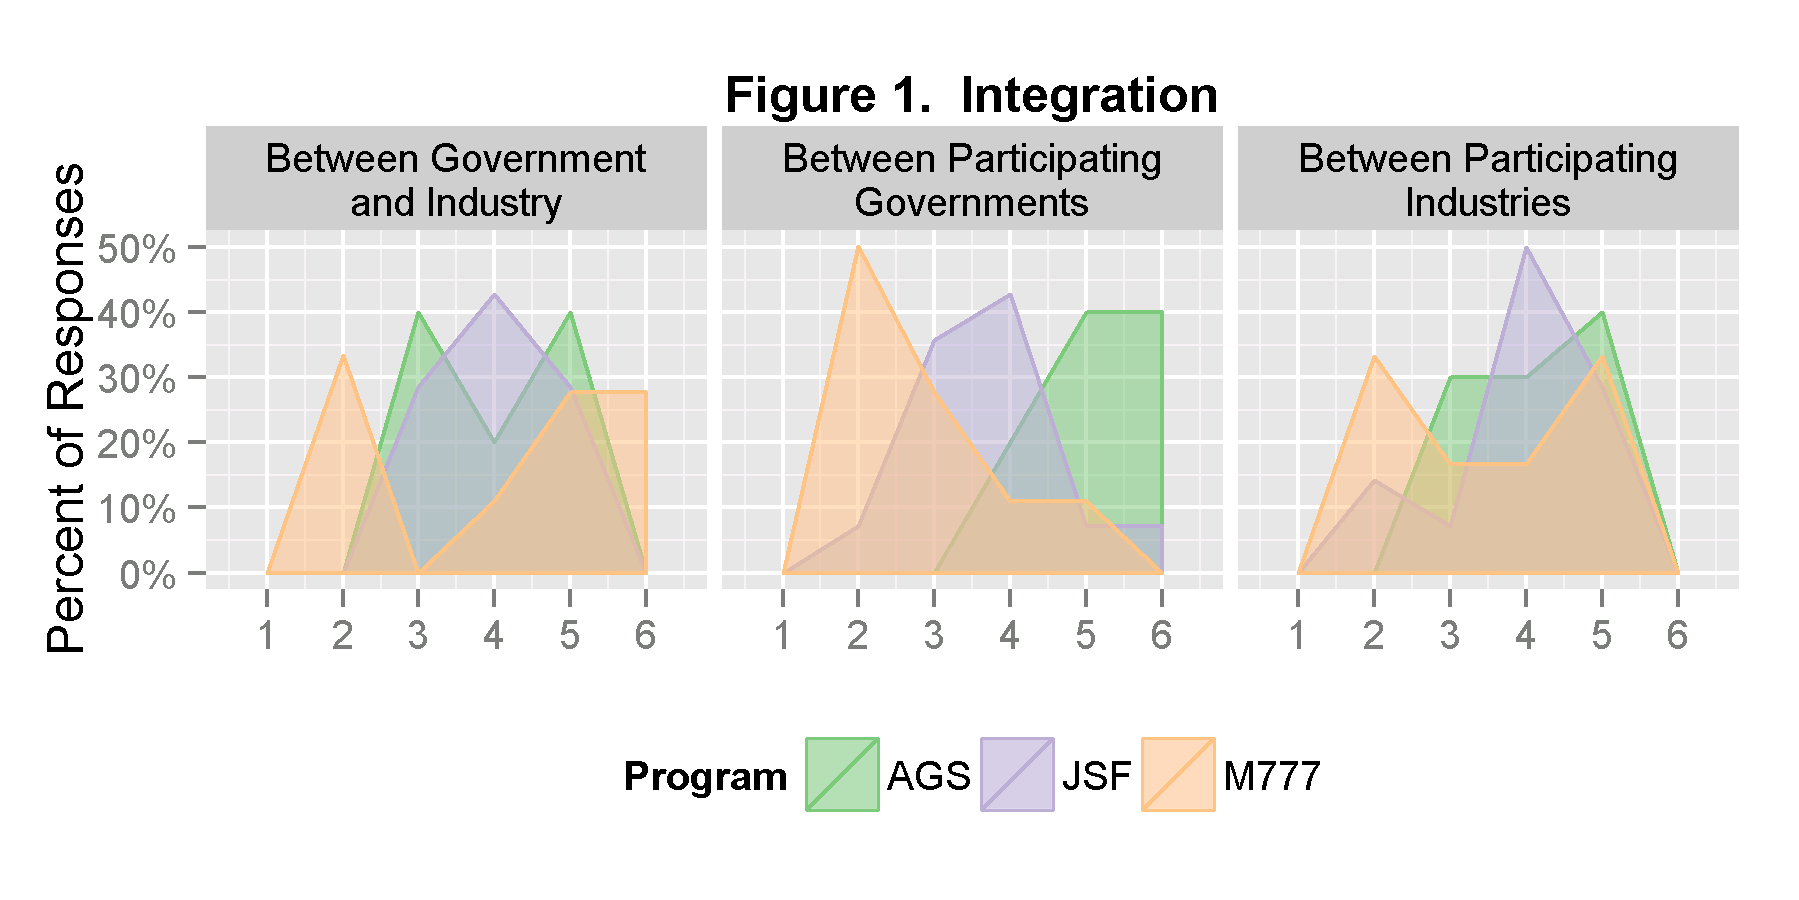 Figure 1.  Integration
Between Government
and Industry
Between Participating
Governments
Between Participating
Industries
Percent of Responses
50%
40%
30%
20%
10%
0%
1 2 3 4 5 6
1 2 3 4 5 6
1 2 3 4 5 6
Program AGS JSF M777